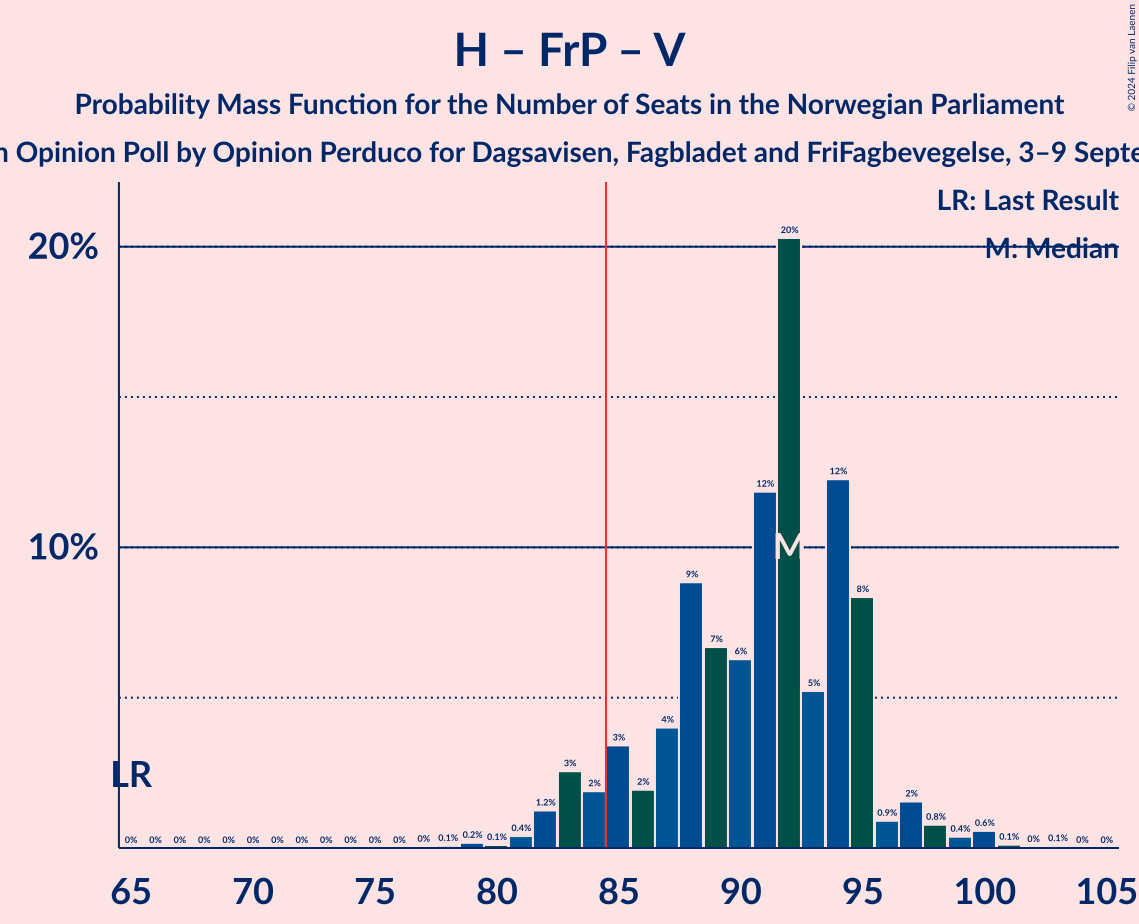 H – FrP – V
Probability Mass Function for the Number of Seats in the Norwegian Parliament
Opinion Poll by Opinion Perduco for Dagsavisen, Fagbladet and FriFagbevegelse, 3–9
© 2024 Filip van Laenen
LR: Last Result
M: Median
20%
10%
LR
M
0% 0% 0% 0% 0% 0% 0% 0% 0% 0% 0% 0% 0% 0.1% 0.2% 0.1% 0.4% 1.2% 3% 2% 3% 2% 4% 9% 7% 6% 12% 20% 5% 12% 8% 0.9% 2% 0.8% 0.4% 0.6% 0.1% 0% 0.1% 0% 0%
65 70 75 80 85 90 95 100 105